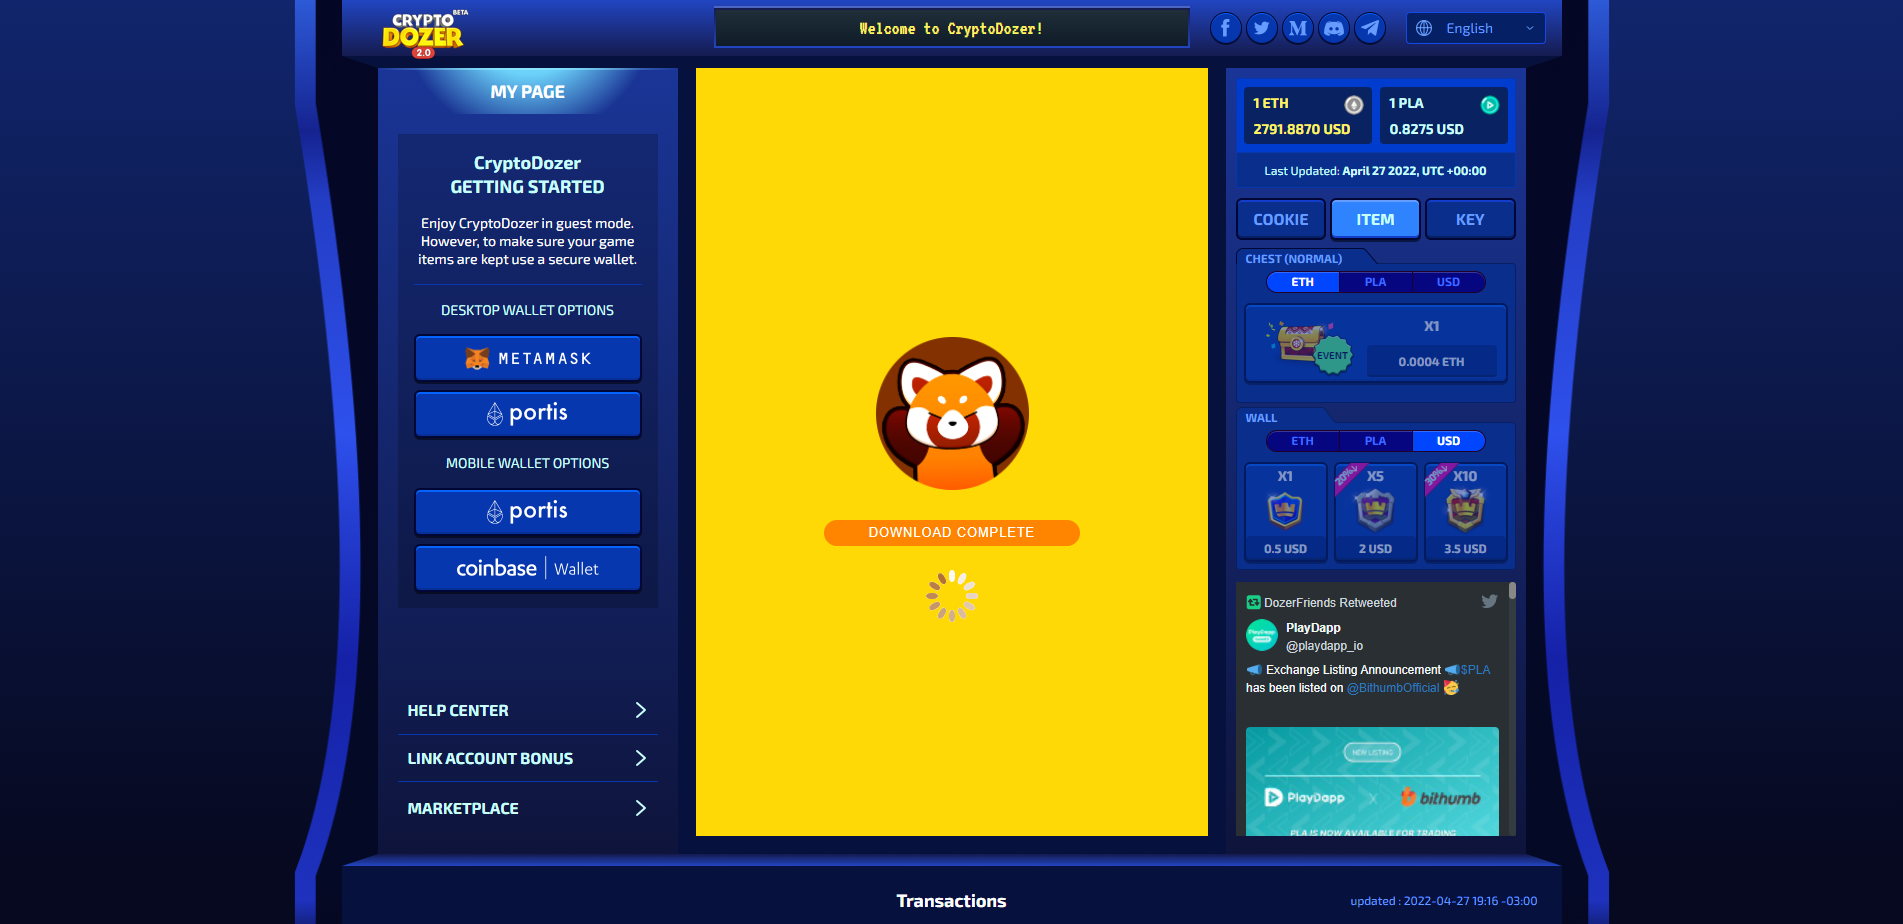 CRYPTO
BETA
DOZER
2.0
Welcome to CryptoDozer!
English
MY PAGE
CryptoDozer
GETTING STARTED
Enjoy CryptoDozer in guest mode.
However, to make sure your game
items are kept use a secure wallet.
DESKTOP WALLET OPTIONS
METAMASK
portis
MOBILE WALLET OPTIONS
portis
coinbase | Wallet
HELP CENTER
LINK ACCOUNT BONUS
MARKETPLACE
DOWNLOAD COMPLETE
1 ETH
2791.8870 USD
1 PLA
0.8275 USD
Last Updated: April 27 2022, UTC +00:00
COOKIE
ITEM
KEY
CHEST (NORMAL)
ETH
PLA
USD
EVENT
X1
0.0004 ETH
WALL
ETH
PLA
USD
X1
0.5 USD
20%↓
X5
2 USD
30%↓
X10
3.5 USD
DozerFriends Retweeted
PlayDapp
PlayDapp
@playdapp_io
Exchange Listing Announcement $PLA
has been listed on @BithumbOfficial
NEW LISTING
PlayDapp X bithumb
PLA IS NOW AVAILABLE FOR TRADING
Transactions
updated : 2022-04-27 19:16 -03:00